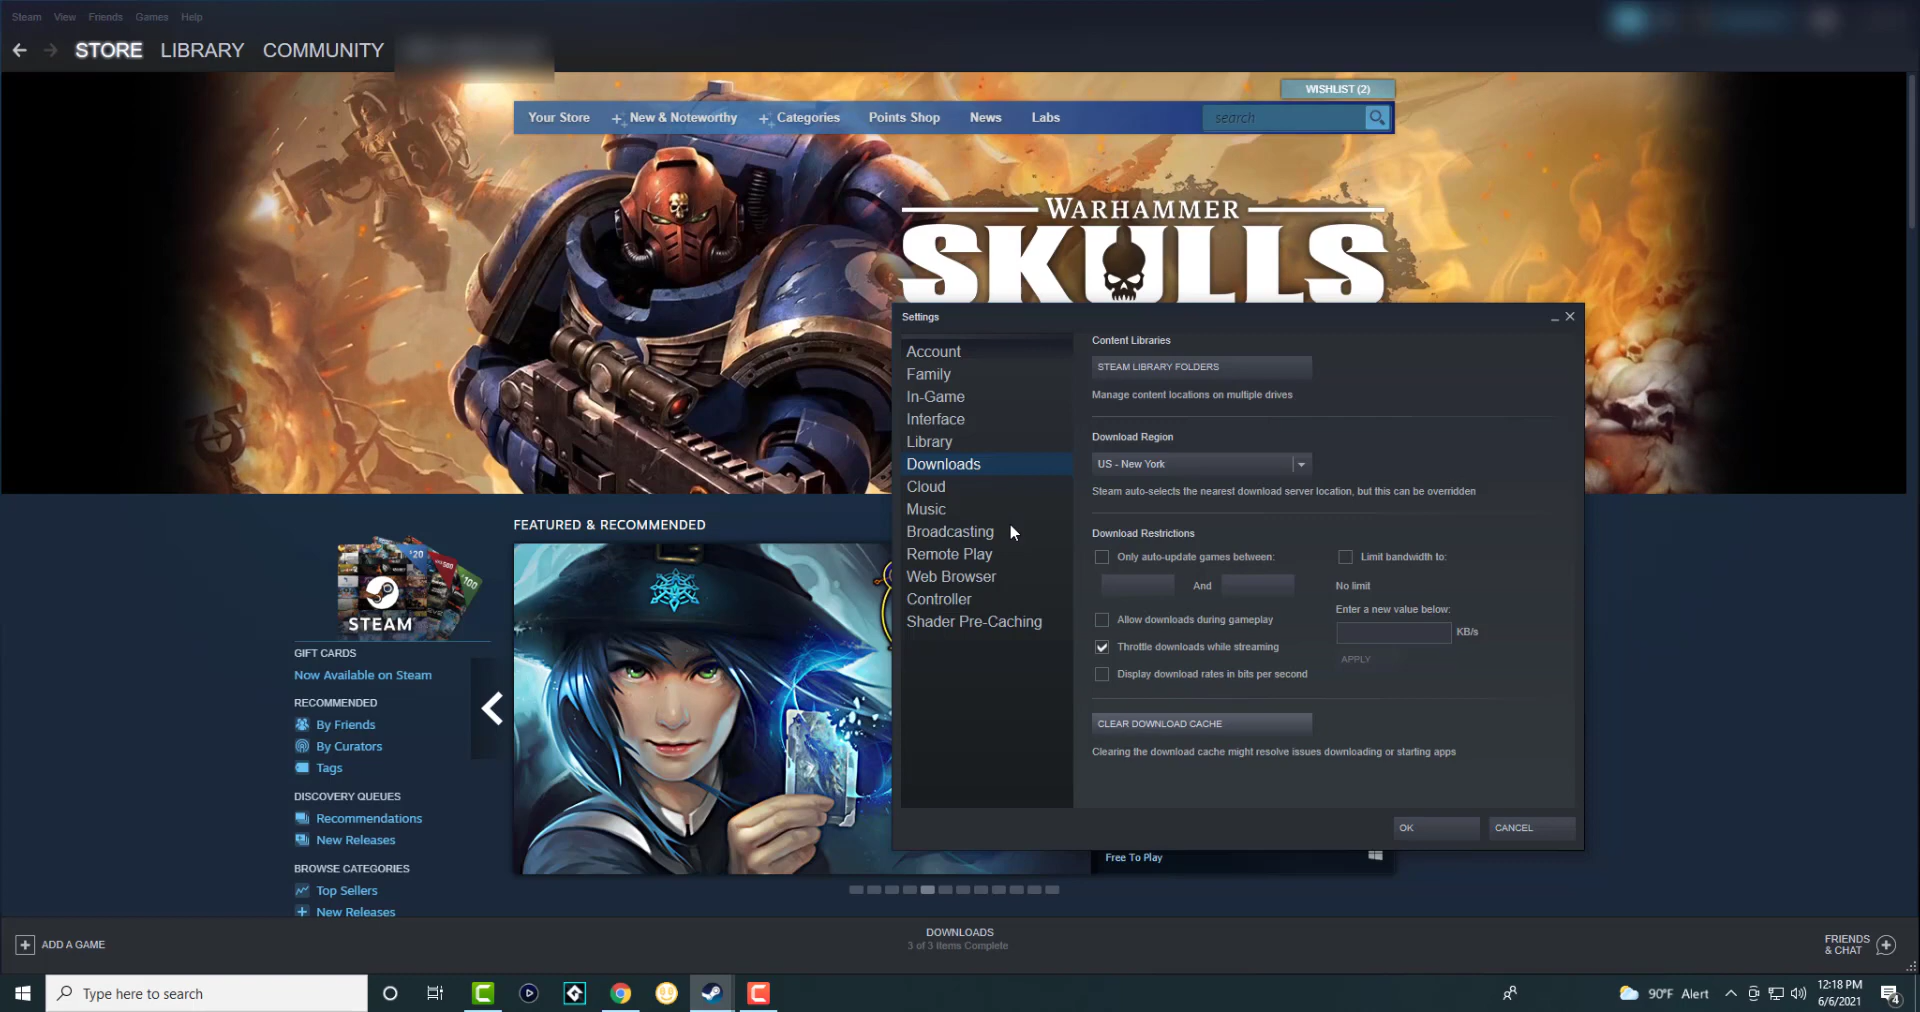 Steam View Friends Games Help
STORE LIBRARY COMMUNITY
WISHLIST (2)
Your Store New & Noteworthy Categories Points Shop News Labs search
WARHAMMER
SKULLS
Settings
Account
Family
In-Game
Interface
Library
Downloads
Cloud
Music
Broadcasting
Remote Play
Web Browser
Controller
Shader Pre-Caching
Content Libraries
STEAM LIBRARY FOLDERS
Manage content locations on multiple drives
Download Region
US - New York
Steam auto-selects the nearest download server location, but this can be overridden
Download Restrictions
Only auto-update games between: Limit bandwidth to:
And No limit
Enter a new value below:
Allow downloads during gameplay
KB/s
Throttle downloads while streaming
APPLY
Display download rates in bits per second
CLEAR DOWNLOAD CACHE
Clearing the download cache might resolve issues downloading or starting apps
OK CANCEL
FEATURED & RECOMMENDED
$20
100
STEAM
GIFT CARDS
Now Available on Steam
RECOMMENDED
By Friends
By Curators
Tags
DISCOVERY QUEUES
Recommendations
New Releases
BROWSE CATEGORIES
Top Sellers
New Releases
Free To Play
ADD A GAME
DOWNLOADS
3 of 3 Items Complete
FRIENDS
& CHAT
Type here to search
90°F Alert
12:18 PM
6/6/2021
4